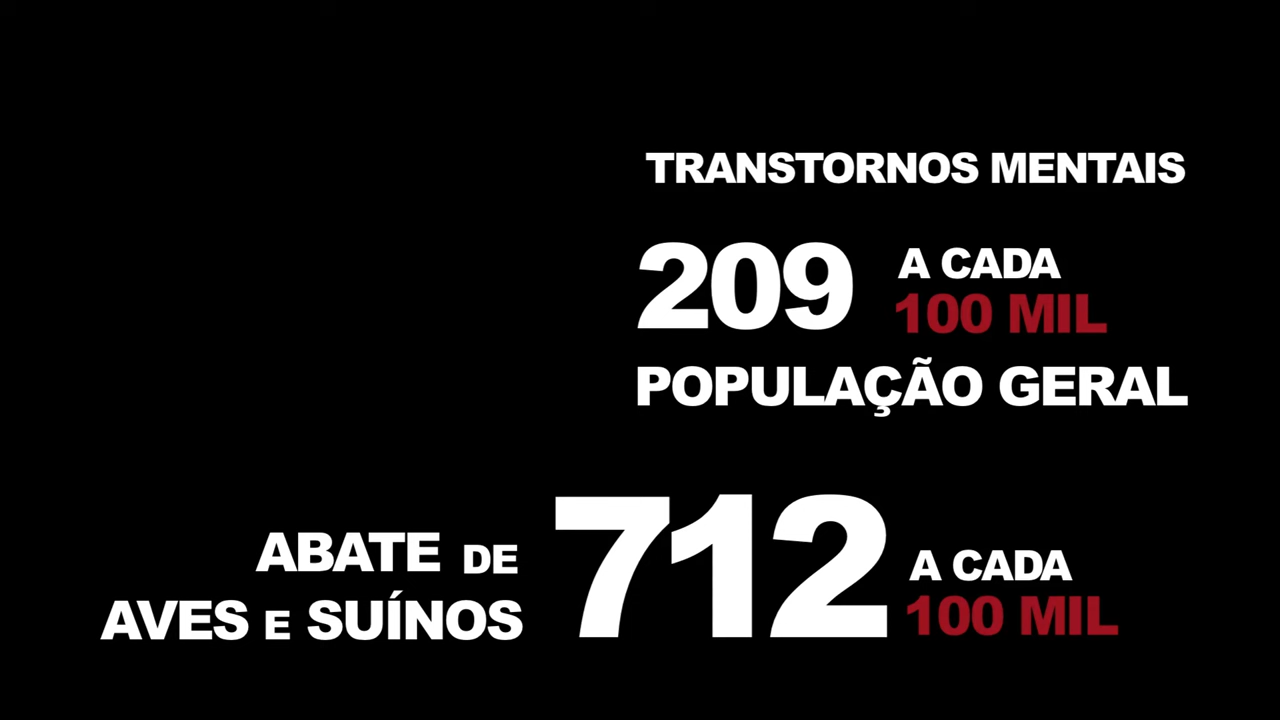 TRANSTORNOS MENTAIS
209 A CADA
100 MIL
POPULAÇÃO GERAL
ABATE DE
AVES E SUÍNOS
712 A CADA
100 MIL